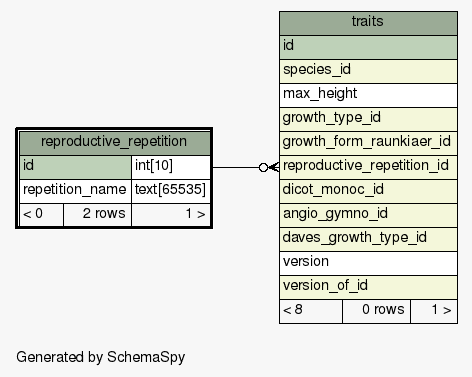 traits
id
species_id
max_height
growth_type_id
growth_form_raunkiaer_id
reproductive_repetition_id
dicot_monoc_id
angio_gymno_id
daves_growth_type_id
version
version_of_id
< 8 0 rows 1 >
reproductive_repetition
id int[10]
repetition_name text[65535]
< 0 2 rows 1 >
Generated by SchemaSpy